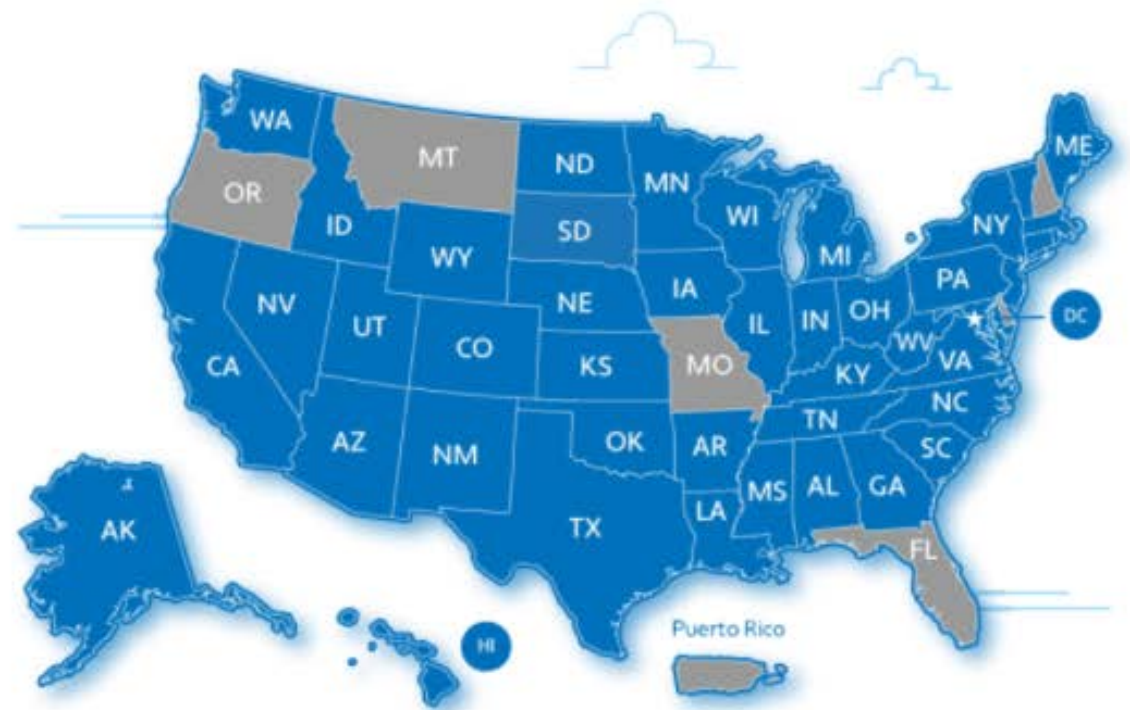 WA
ME
MT
ND
MN
OR
NY
WI
ID
SD
MI
WY
PA
IA
NE
NV
OH
IL
IN
DC
UT
CO
WV
VA
MO
KS
CA
KY
NC
TN
AZ
OK
AR
SC
NM
MS
AL
GA
LA
TX
AK
FL
Puerto Rico
HI